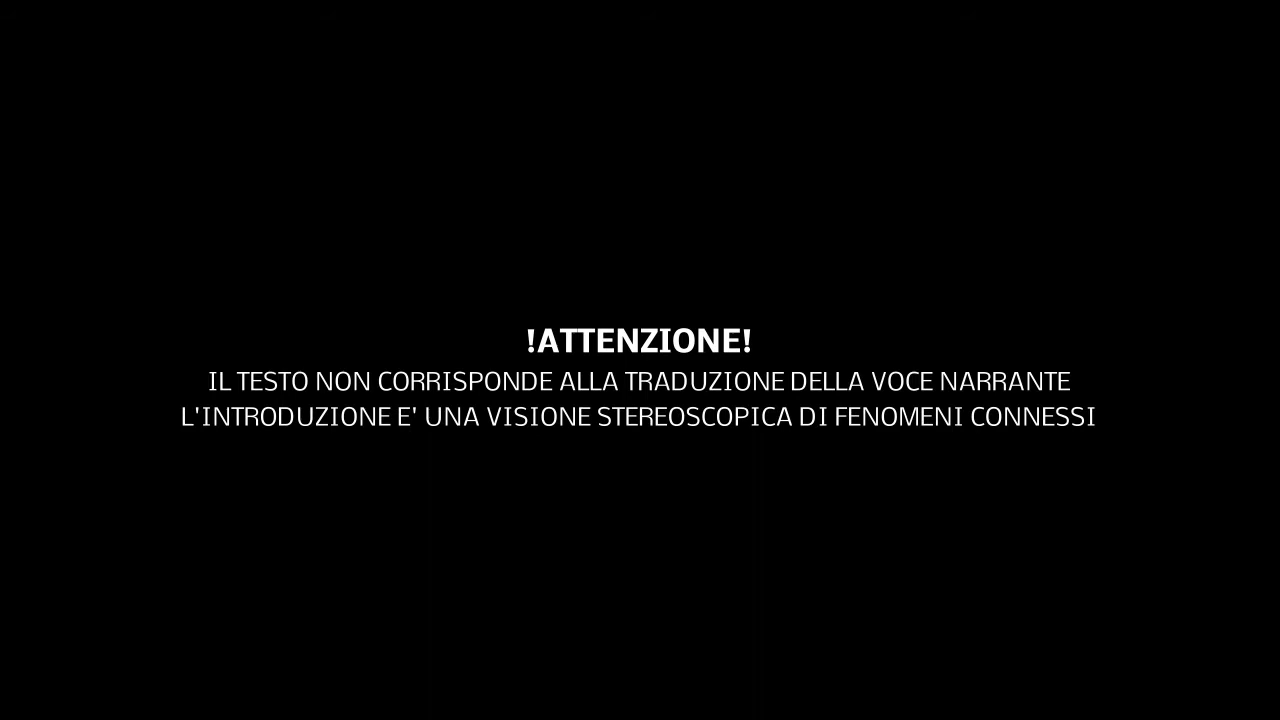 !ATTENZIONE!
IL TESTO NON CORRISPONDE ALLA TRADUZIONE DELLA VOCE NARRANTE
L'INTRODUZIONE E' UNA VISIONE STEREOSCOPICA DI FENOMENI CONNESSI